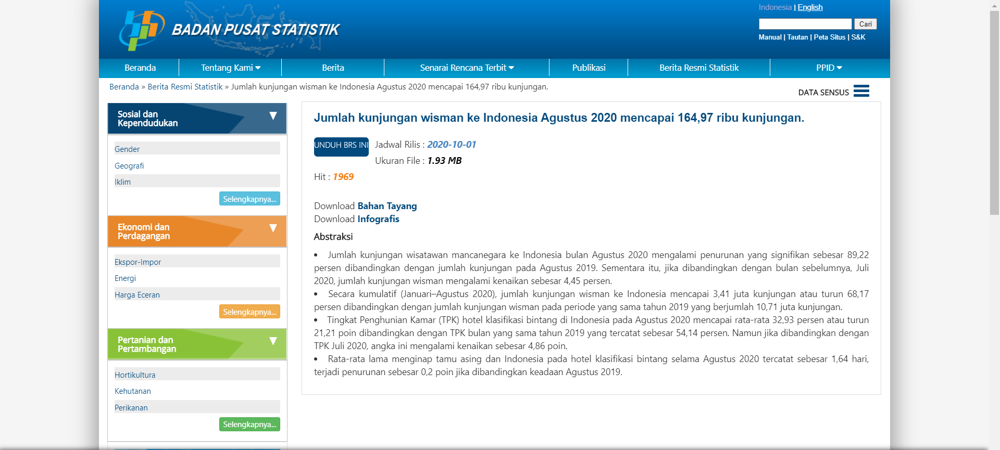 BADAN PUSAT STATISTIK
Indonesia | English
Cari
Manual | Tautan | Peta Situs | S&K
Beranda
Tentang Kami
Berita
Senarai Rencana Terbit
Publikasi
Berita Resmi Statistik
PPID
Beranda » Berita Resmi Statistik » Jumlah kunjungan wisman ke Indonesia Agustus 2020 mencapai 164,97 ribu kunjungan.
DATA SENSUS
Sosial dan
Kependudukan
Gender
Geografi
Iklim
Selengkapnya...
Ekonomi dan
Perdagangan
Ekspor-Impor
Energi
Harga Eceran
Selengkapnya...
Pertanian dan
Pertambangan
Hortikultura
Kehutanan
Perikanan
Selengkapnya...
Jumlah kunjungan wisman ke Indonesia Agustus 2020 mencapai 164,97 ribu kunjungan.
UNDUH BRS INI
Jadwal Rilis : 2020-10-01
Ukuran File : 1.93 MB
Hit : 1969
Download Bahan Tayang
Download Infografis
Abstraksi
• Jumlah kunjungan wisatawan mancanegara ke Indonesia bulan Agustus 2020 mengalami penurunan yang signifikan sebesar 89,22
persen dibandingkan dengan jumlah kunjungan pada Agustus 2019. Sementara itu, jika dibandingkan dengan bulan sebelumnya, Juli
2020, jumlah kunjungan wisman mengalami kenaikan sebesar 4,45 persen.
• Secara kumulatif (Januari–Agustus 2020), jumlah kunjungan wisman ke Indonesia mencapai 3,41 juta kunjungan atau turun 68,17
persen dibandingkan dengan jumlah kunjungan wisman pada periode yang sama tahun 2019 yang berjumlah 10,71 juta kunjungan.
• Tingkat Penghunian Kamar (TPK) hotel klasifikasi bintang di Indonesia pada Agustus 2020 mencapai rata-rata 32,93 persen atau turun
21,21 poin dibandingkan dengan TPK bulan yang sama tahun 2019 yang tercatat sebesar 54,14 persen. Namun jika dibandingkan dengan
TPK Juli 2020, angka ini mengalami kenaikan sebesar 4,86 poin.
• Rata-rata lama menginap tamu asing dan Indonesia pada hotel klasifikasi bintang selama Agustus 2020 tercatat sebesar 1,64 hari,
terjadi penurunan sebesar 0,2 poin jika dibandingkan keadaan Agustus 2019.